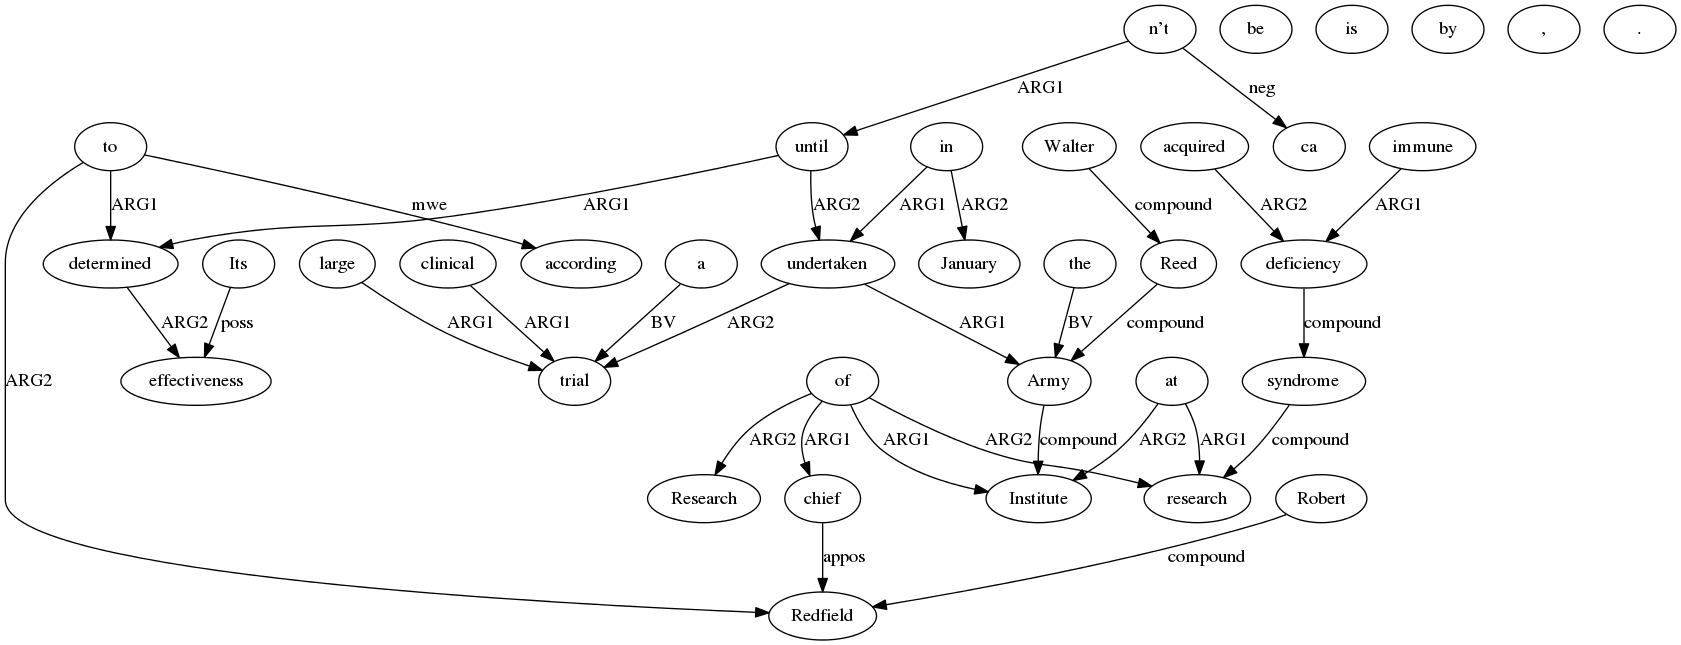 n't be is by , .
ARG1 neg
to until in Walter acquired ca immune
ARG1 mwe ARG1 ARG2 ARG1 ARG2 compound ARG2 ARG1
determined Its large clinical according a undertaken January the Reed deficiency
ARG2 poss ARG1 ARG1 BV ARG2 ARG1 BV compound compound
ARG2 effectiveness trial of Army at syndrome
ARG2 ARG1 ARG1 ARG2 compound ARG2 ARG1 compound
Research chief Institute research Robert
appos compound
Redfield